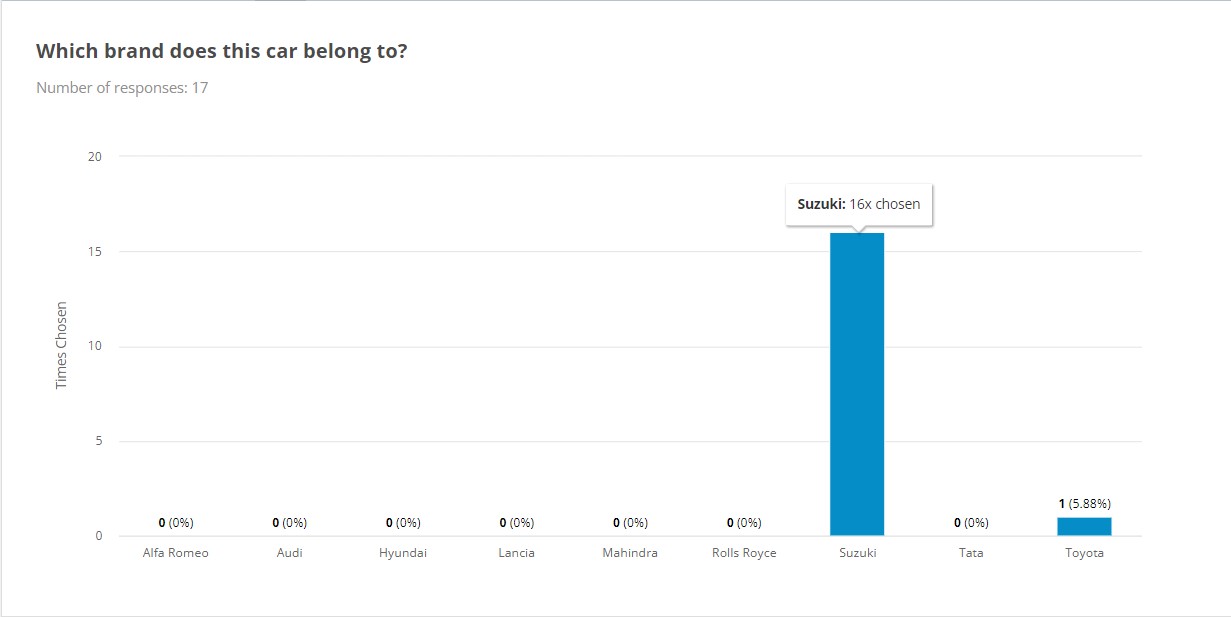 Which brand does this car belong to?
Number of responses: 17
20
Suzuki: 16x chosen
15
Times Chosen
10
5
1 (5.88%)
0 (0%) 0 (0%) 0 (0%) 0 (0%) 0 (0%) 0 (0%) 0 (0%)
0
Alfa Romeo Audi Hyundai Lancia Mahindra Rolls Royce Suzuki Tata Toyota